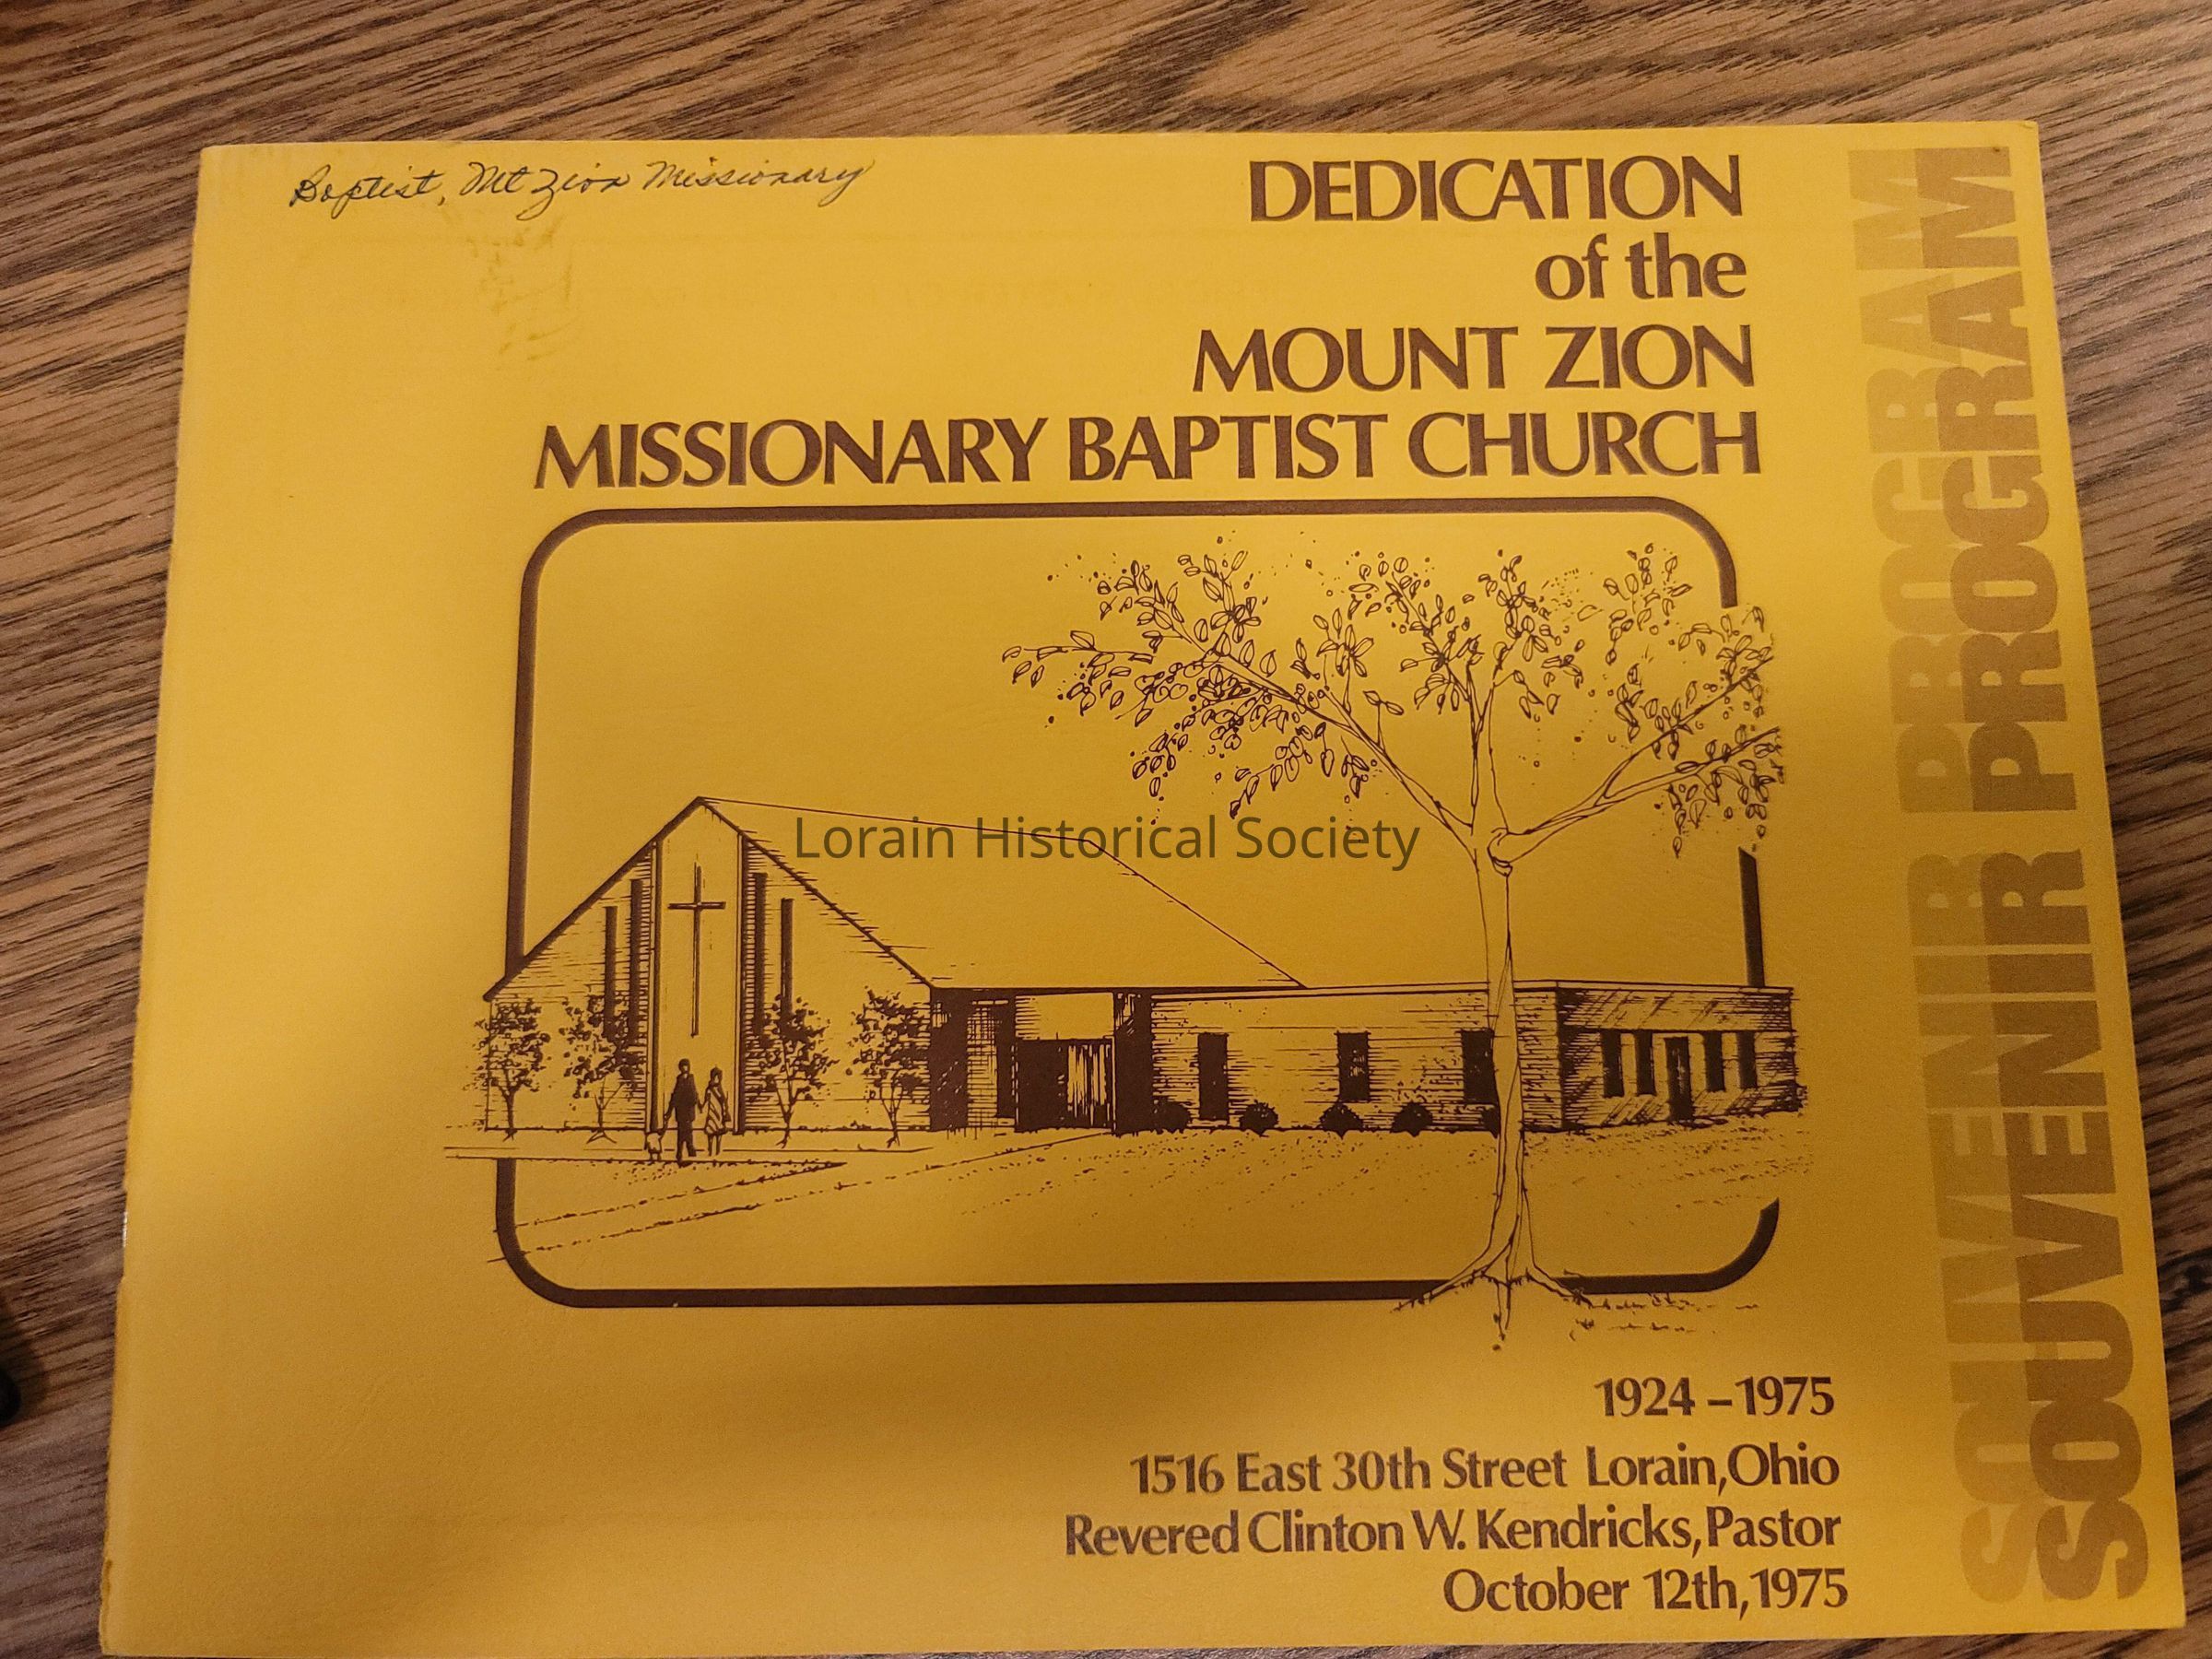 Baptist, Mt Zion Missionary
DEDICATION
of the
MOUNT ZION
MISSIONARY BAPTIST CHURCH
SOUVENIR PROGRAM
SOUVENIR PROGRAM
Lorain Historical Society
1924 – 1975
1516 East 30th Street Lorain, Ohio
Revered Clinton W. Kendricks, Pastor
October 12th, 1975